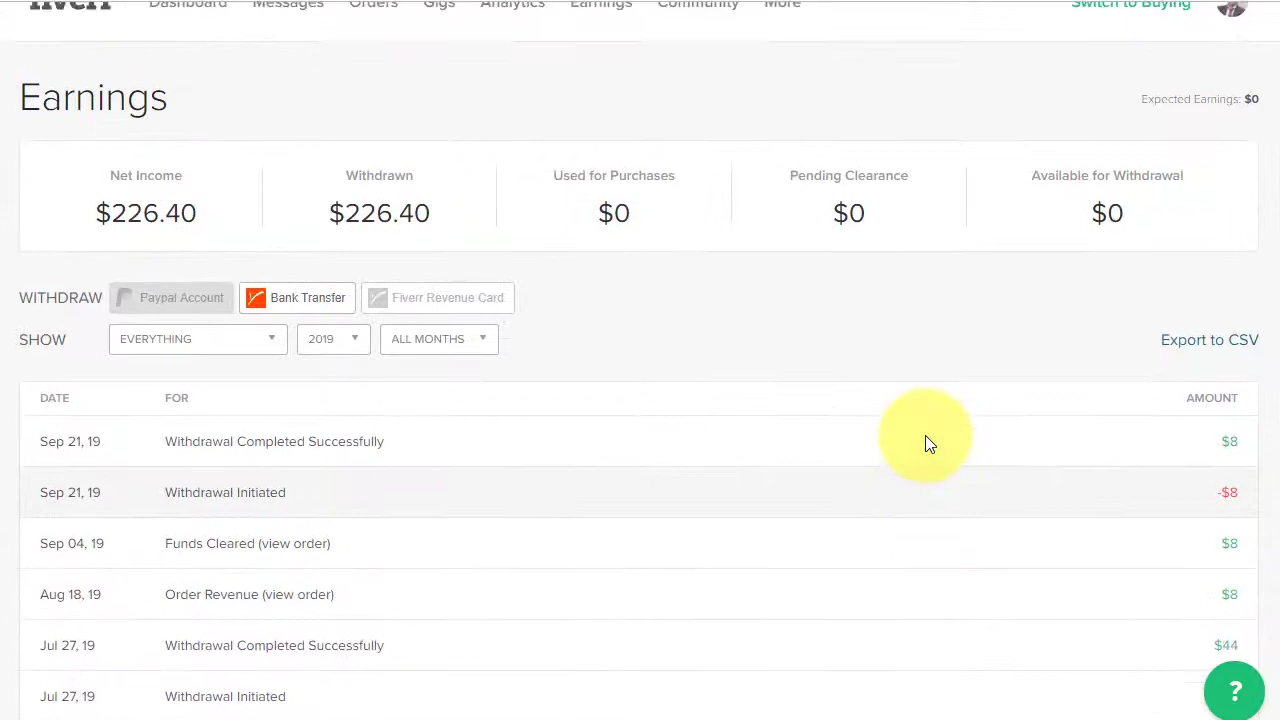 fiverr Dashboard Messages Orders Gigs Analytics Earnings Community More Switch to Buying
Earnings
Expected Earnings: $0
Net Income Withdrawn Used for Purchases Pending Clearance Available for Withdrawal
$226.40 $226.40 $0 $0 $0
WITHDRAW Paypal Account Bank Transfer Fiverr Revenue Card
SHOW EVERYTHING 2019 ALL MONTHS Export to CSV
DATE FOR AMOUNT
Sep 21, 19 Withdrawal Completed Successfully $8
Sep 21, 19 Withdrawal Initiated -$8
Sep 04, 19 Funds Cleared (view order) $8
Aug 18, 19 Order Revenue (view order) $8
Jul 27, 19 Withdrawal Completed Successfully $44
Jul 27, 19 Withdrawal Initiated
?